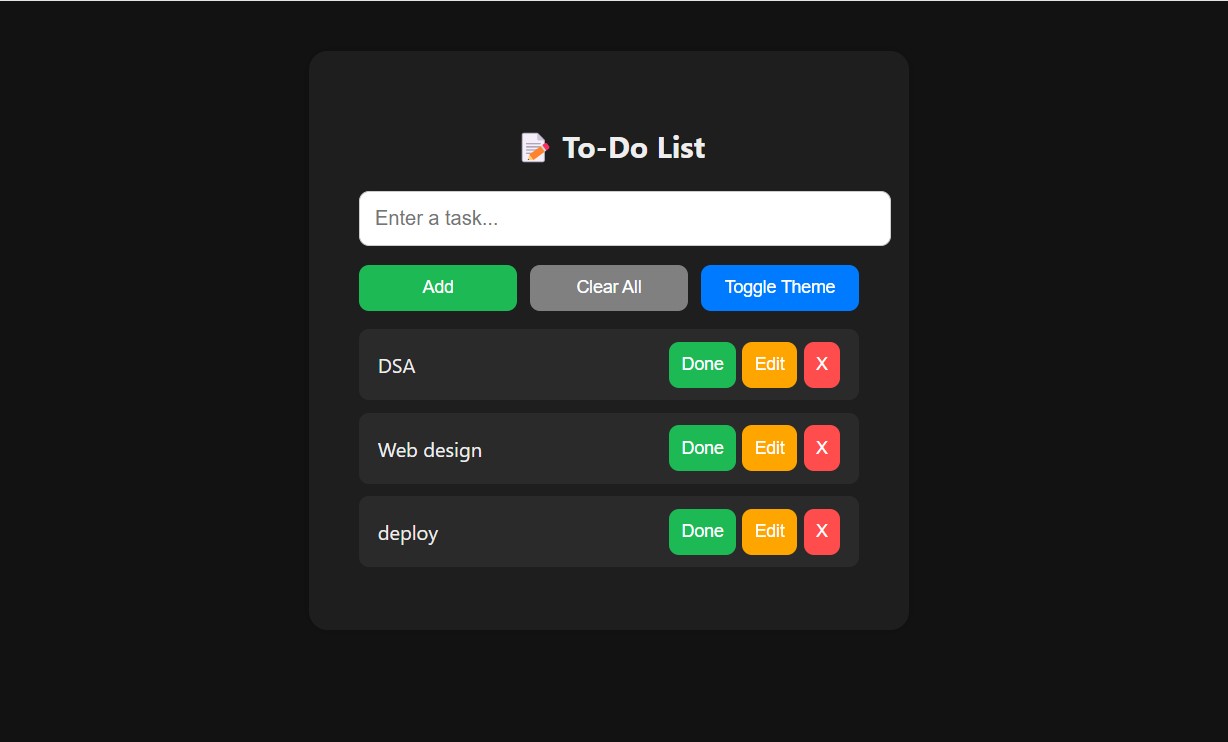 📝 To-Do List
Enter a task...
Add Clear All Toggle Theme
DSA Done Edit X
Web design Done Edit X
deploy Done Edit X